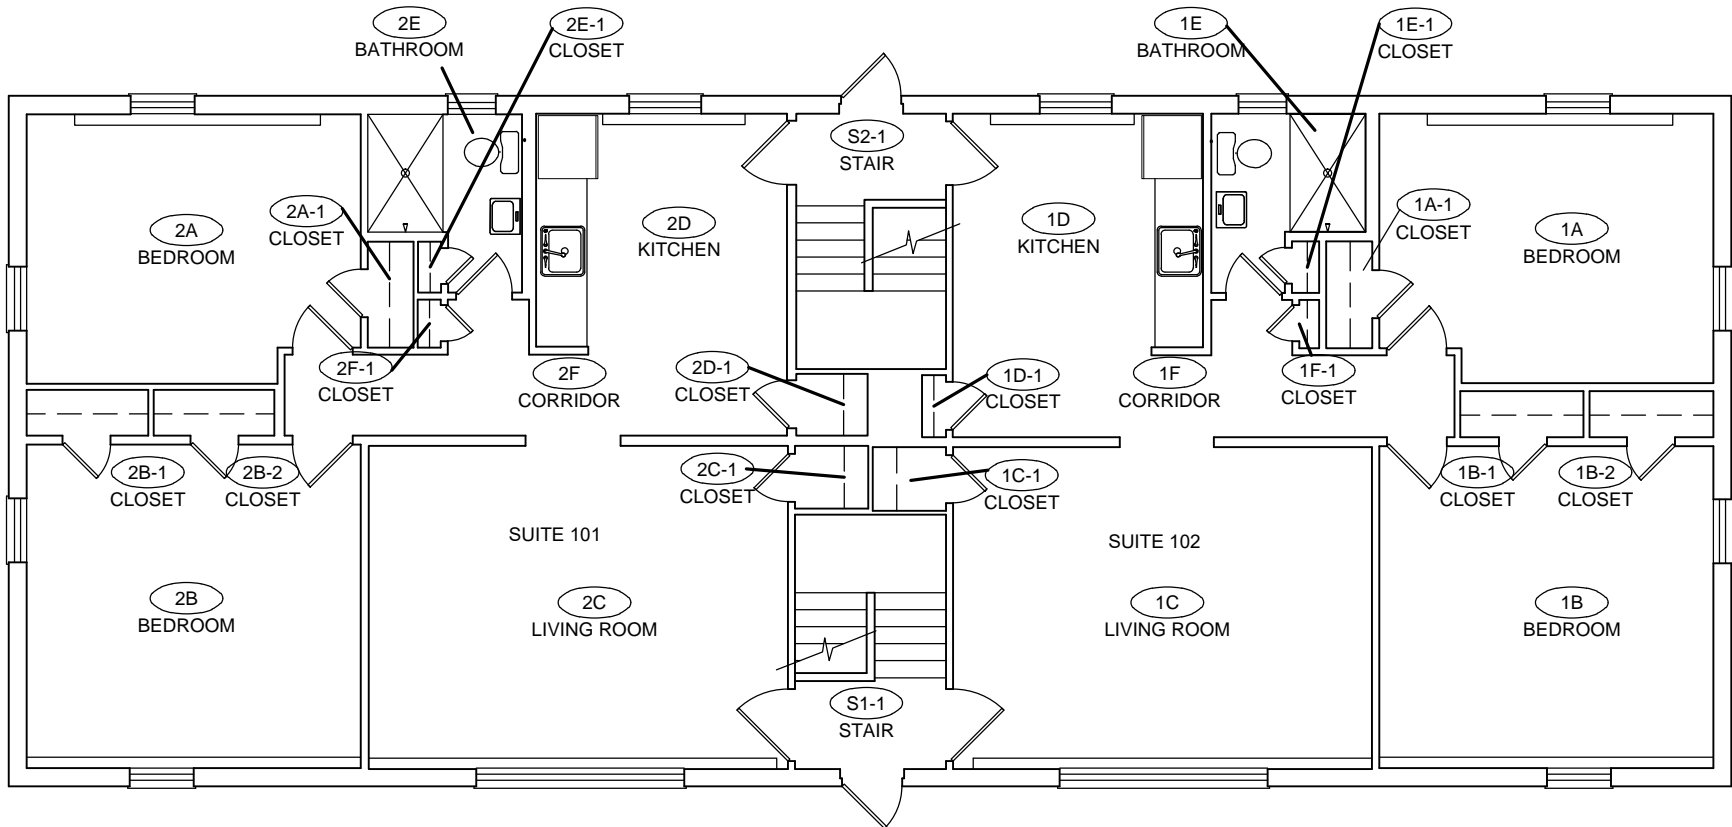 2E
BATHROOM
2E-1
CLOSET
1E
BATHROOM
1E-1
CLOSET
S2-1
STAIR
2A
BEDROOM
2A-1
CLOSET
2D
KITCHEN
1D
KITCHEN
1A-1
CLOSET
1A
BEDROOM
2F-1
CLOSET
2F
CORRIDOR
2D-1
CLOSET
1D-1
CLOSET
1F
CORRIDOR
1F-1
CLOSET
2B-1
CLOSET
2B-2
CLOSET
2C-1
CLOSET
1C-1
CLOSET
1B-1
CLOSET
1B-2
CLOSET
SUITE 101
SUITE 102
2B
BEDROOM
2C
LIVING ROOM
1C
LIVING ROOM
1B
BEDROOM
S1-1
STAIR